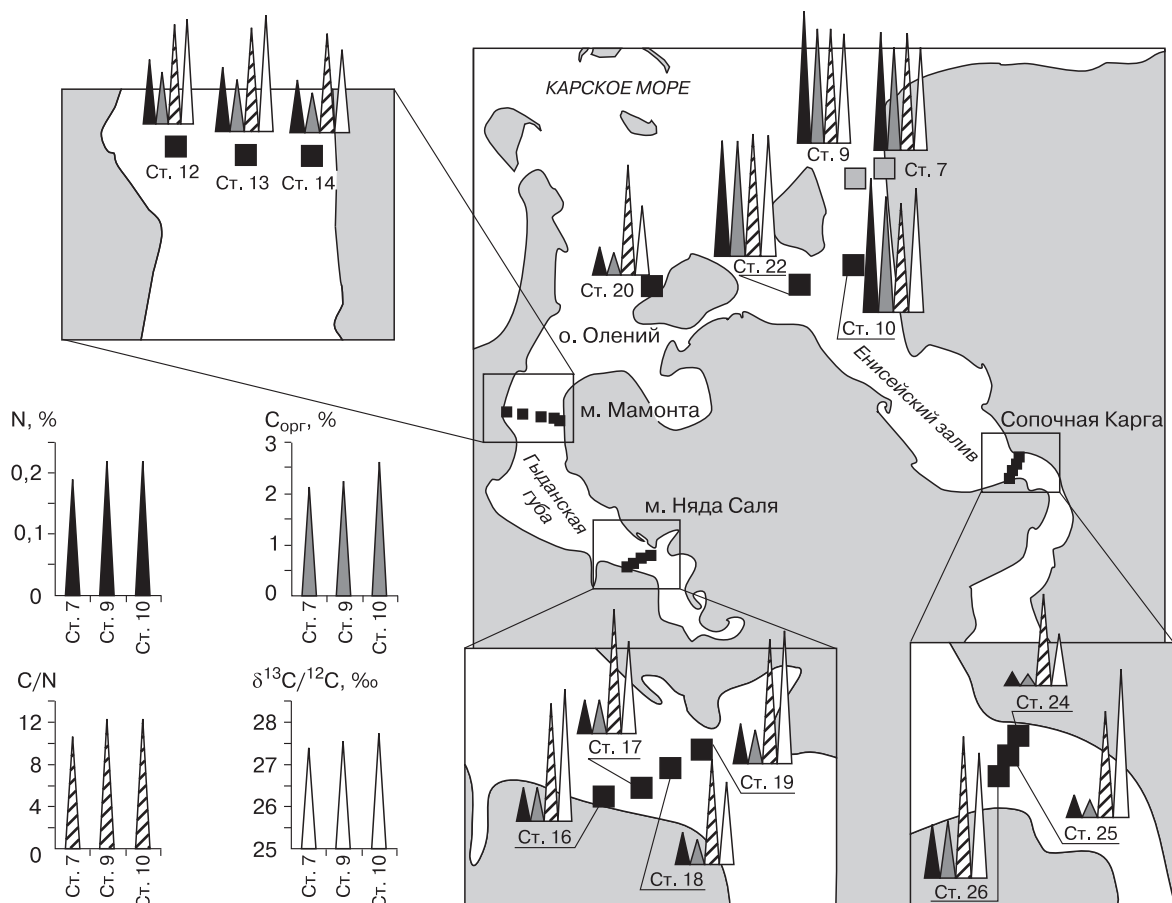 КАРСКОЕ МОРЕ
Ст. 12
Ст. 13
Ст. 14
Ст. 9
Ст. 7
Ст. 20
Ст. 22
Ст. 10
о. Олений
Енисейский залив
м. Мамонта
Сопочная Карга
Гыданская
губа
м. Няда Саля
N, %
0,2
0,1
0
Ст. 7
Ст. 9
Ст. 10
Cорг, %
3
2
1
0
Ст. 7
Ст. 9
Ст. 10
C/N
12
8
4
0
Ст. 7
Ст. 9
Ст. 10
δ¹³C/¹²C, ‰
28
27
26
25
Ст. 7
Ст. 9
Ст. 10
Ст. 17
Ст. 19
Ст. 16
Ст. 18
Ст. 24
Ст. 25
Ст. 26